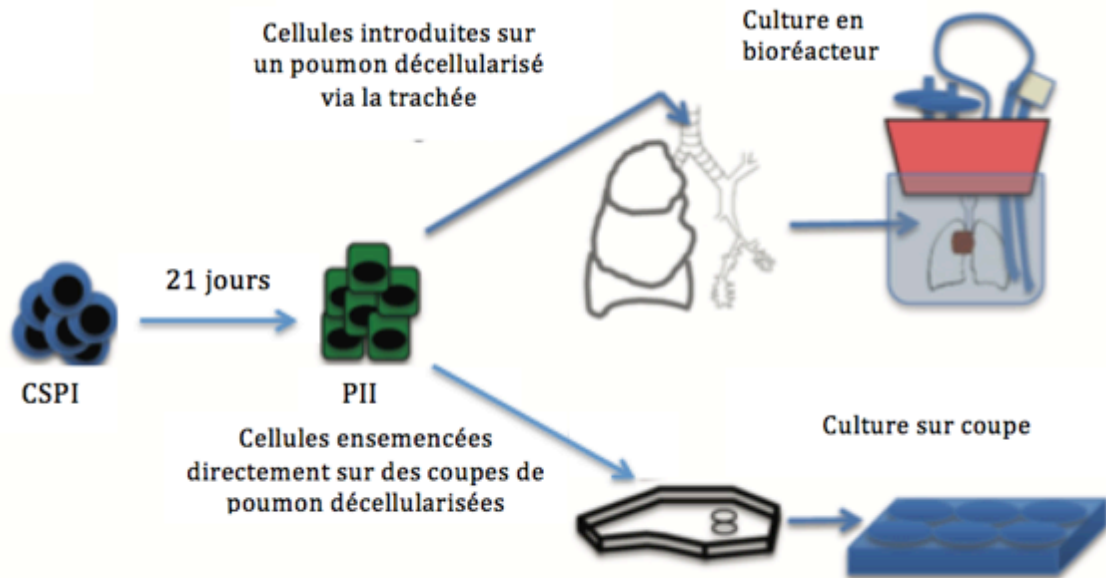 Cellules introduites sur
un poumon décellularisé
via la trachée
Culture en
bioréacteur
21 jours
CSPI
PII
Cellules ensemencées
directement sur des coupes de
poumon décellularisées
Culture sur coupe